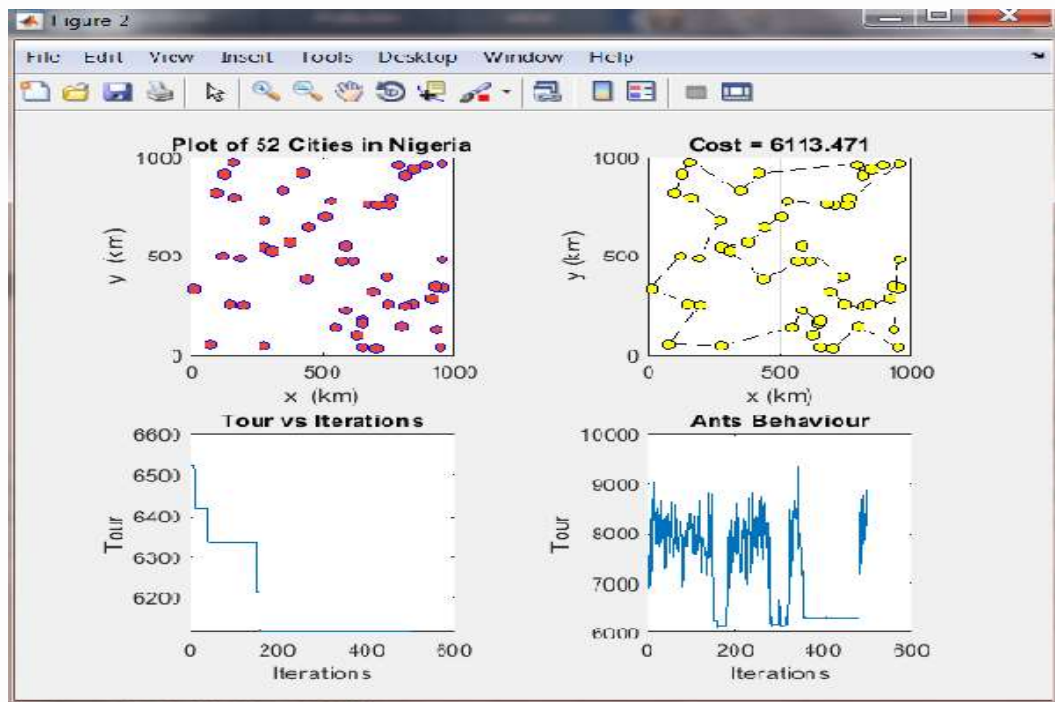 Figure 2
File Edit View Insert Tools Desktop Window Help
Plot of 52 Cities in Nigeria
1000
500
0
y (km)
0 500 1000
x (km)
Cost = 6113.471
1000
500
0
y (km)
0 500 1000
x (km)
Tour vs Iterations
6600
6500
6400
6300
6200
Tour
0 200 400 600
Iterations
Ants Behaviour
10000
9000
8000
7000
6000
Tour
0 200 400 600
Iterations